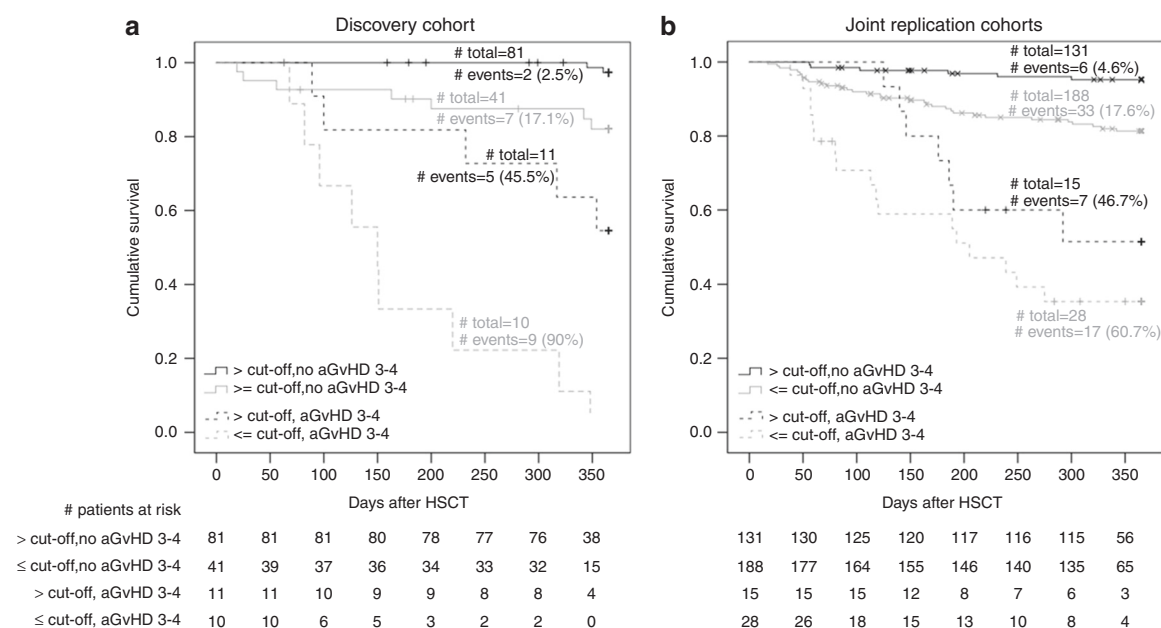 a Discovery cohort
Cumulative survival
1.0
0.8
0.6
0.4
0.2
0.0
# total=81
# events=2 (2.5%)
# total=41
# events=7 (17.1%)
# total=11
# events=5 (45.5%)
# total=10
# events=9 (90%)
> cut-off,no aGvHD 3-4
>= cut-off,no aGvHD 3-4
> cut-off, aGvHD 3-4
<= cut-off, aGvHD 3-4
0 50 100 150 200 250 300 350
Days after HSCT
b Joint replication cohorts
Cumulative survival
1.0
0.8
0.6
0.4
0.2
0.0
# total=131
# events=6 (4.6%)
# total=188
# events=33 (17.6%)
# total=15
# events=7 (46.7%)
# total=28
# events=17 (60.7%)
> cut-off,no aGvHD 3-4
<= cut-off,no aGvHD 3-4
> cut-off, aGvHD 3-4
<= cut-off, aGvHD 3-4
0 50 100 150 200 250 300 350
Days after HSCT
# patients at risk
> cut-off,no aGvHD 3-4 81 81 81 80 78 77 76 38 131 130 125 120 117 116 115 56
≤ cut-off,no aGvHD 3-4 41 39 37 36 34 33 32 15 188 177 164 155 146 140 135 65
> cut-off, aGvHD 3-4 11 11 10 9 9 8 8 4 15 15 15 12 8 7 6 3
≤ cut-off, aGvHD 3-4 10 10 6 5 3 2 2 0 28 26 18 15 13 10 8 4